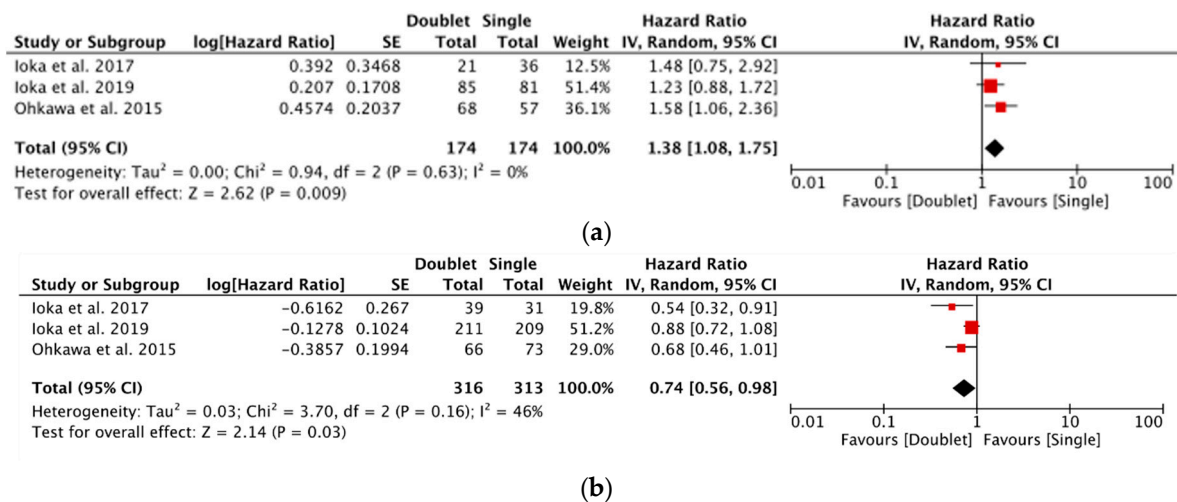 Doublet Single Hazard Ratio Hazard Ratio
Study or Subgroup log[Hazard Ratio] SE Total Total Weight IV, Random, 95% CI IV, Random, 95% CI
Ioka et al. 2017 0.392 0.3468 21 36 12.5% 1.48 [0.75, 2.92]
Ioka et al. 2019 0.207 0.1708 85 81 51.4% 1.23 [0.88, 1.72]
Ohkawa et al. 2015 0.4574 0.2037 68 57 36.1% 1.58 [1.06, 2.36]
Total (95% CI) 174 174 100.0% 1.38 [1.08, 1.75]
Heterogeneity: Tau² = 0.00; Chi² = 0.94, df = 2 (P = 0.63); I² = 0%
Test for overall effect: Z = 2.62 (P = 0.009)
0.01 0.1 1 10 100
Favours [Doublet] Favours [Single]
(a)
Doublet Single Hazard Ratio Hazard Ratio
Study or Subgroup log[Hazard Ratio] SE Total Total Weight IV, Random, 95% CI IV, Random, 95% CI
Ioka et al. 2017 -0.6162 0.267 39 31 19.8% 0.54 [0.32, 0.91]
Ioka et al. 2019 -0.1278 0.1024 211 209 51.2% 0.88 [0.72, 1.08]
Ohkawa et al. 2015 -0.3857 0.1994 66 73 29.0% 0.68 [0.46, 1.01]
Total (95% CI) 316 313 100.0% 0.74 [0.56, 0.98]
Heterogeneity: Tau² = 0.03; Chi² = 3.70, df = 2 (P = 0.16); I² = 46%
Test for overall effect: Z = 2.14 (P = 0.03)
0.01 0.1 1 10 100
Favours [Doublet] Favours [Single]
(b)